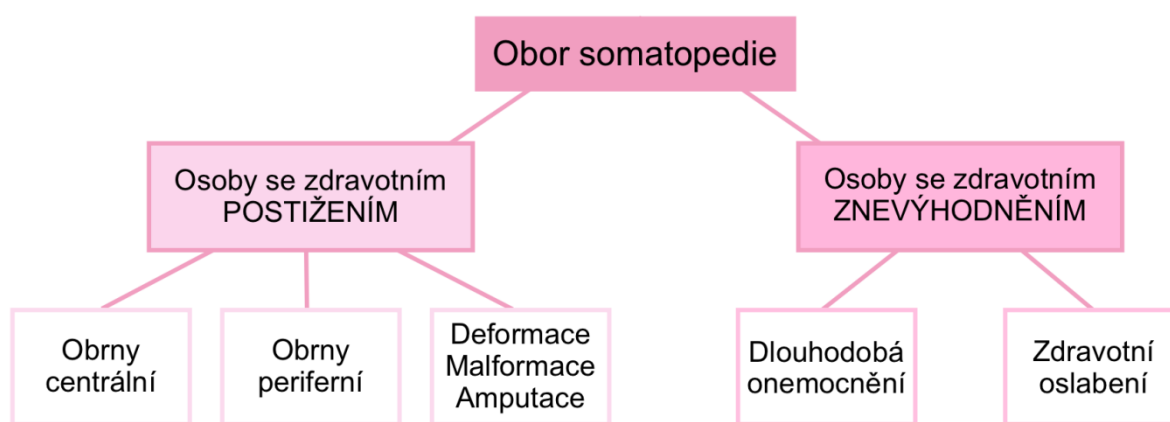 Obor somatopedie
Osoby se zdravotním
POSTIŽENÍM
Osoby se zdravotním
ZNEVÝHODNĚNÍM
Obrny
centrální
Obrny
periferní
Deformace
Malformace
Amputace
Dlouhodobá
onemocnění
Zdravotní
oslabení